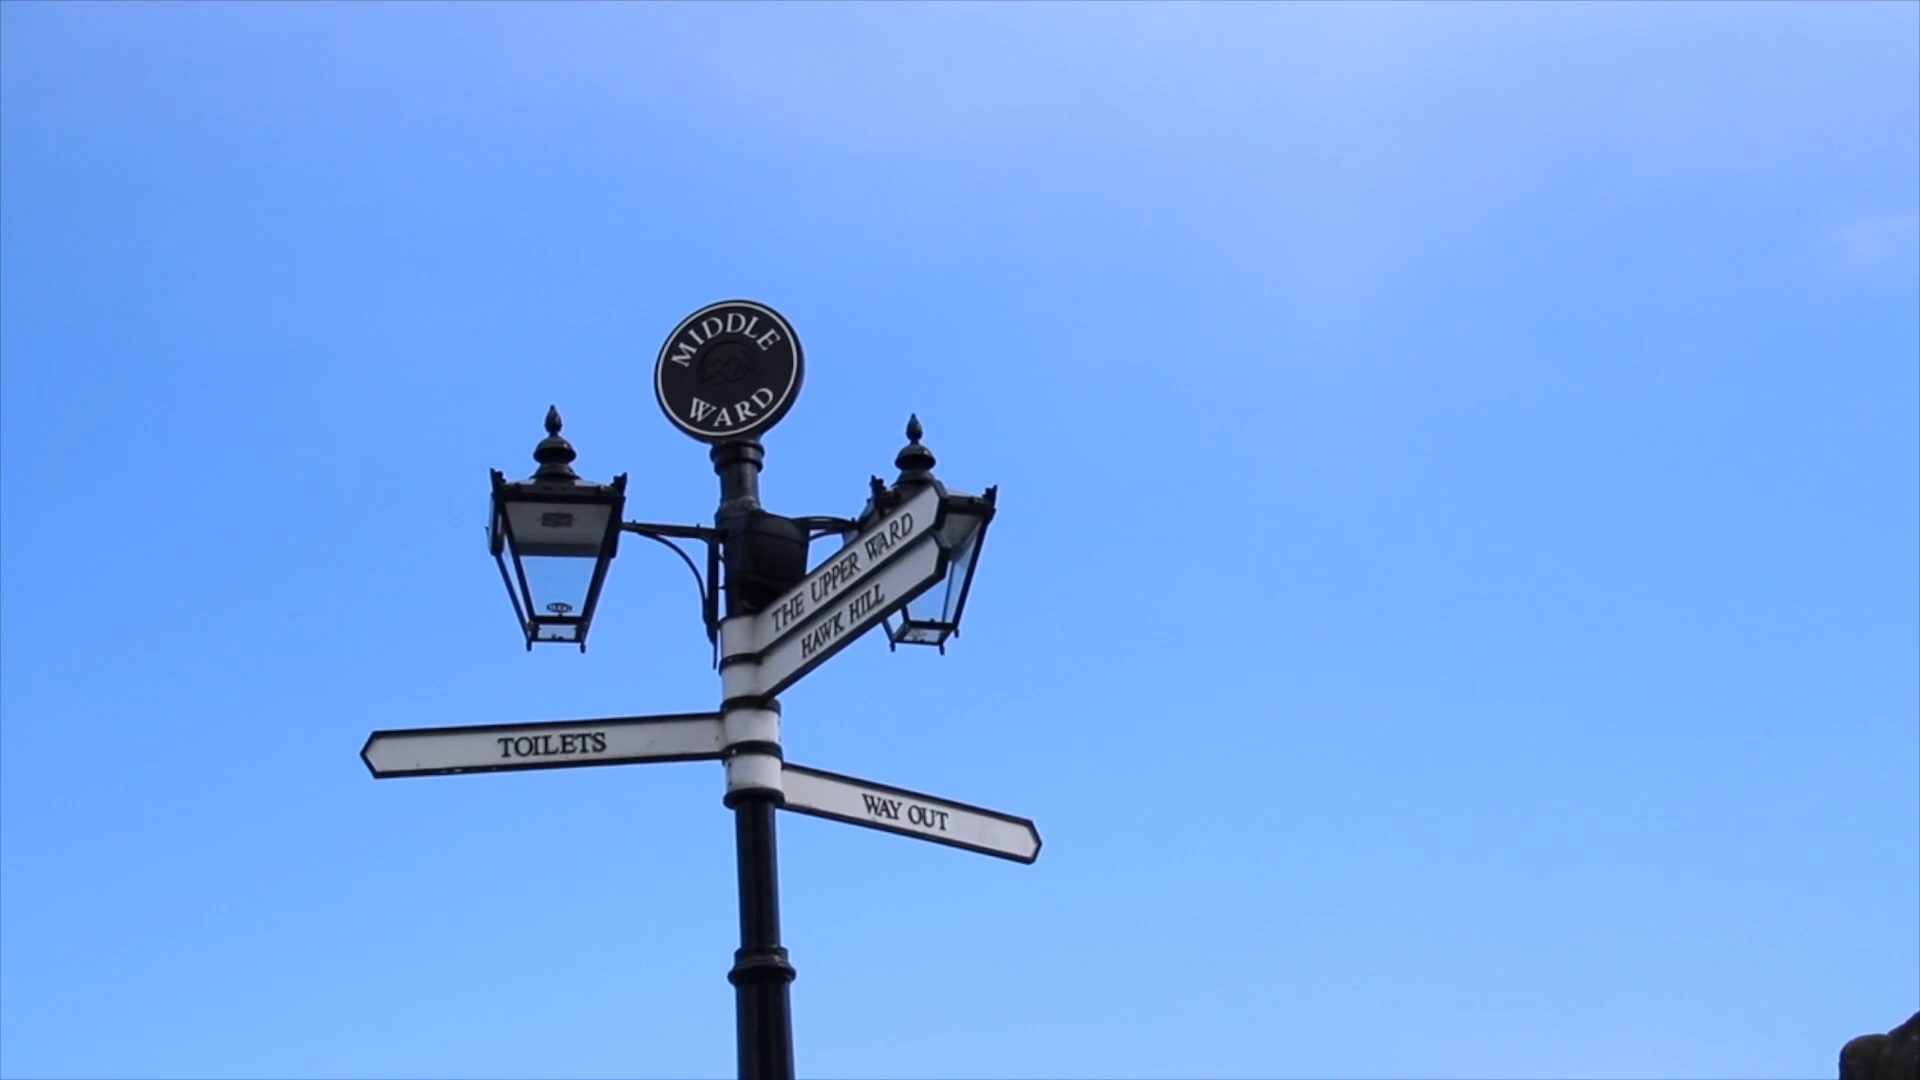 MIDDLE
WARD
THE UPPER WARD
HAWK HILL
TOILETS
WAY OUT